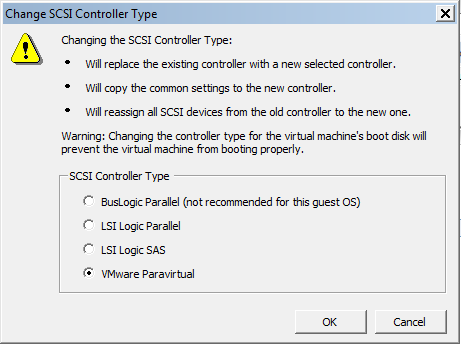 Change SCSI Controller Type
Changing the SCSI Controller Type:
• Will replace the existing controller with a new selected controller.
• Will copy the common settings to the new controller.
• Will reassign all SCSI devices from the old controller to the new one.
Warning: Changing the controller type for the virtual machine's boot disk will
prevent the virtual machine from booting properly.
SCSI Controller Type
BusLogic Parallel (not recommended for this guest OS)
LSI Logic Parallel
LSI Logic SAS
VMware Paravirtual
OK Cancel